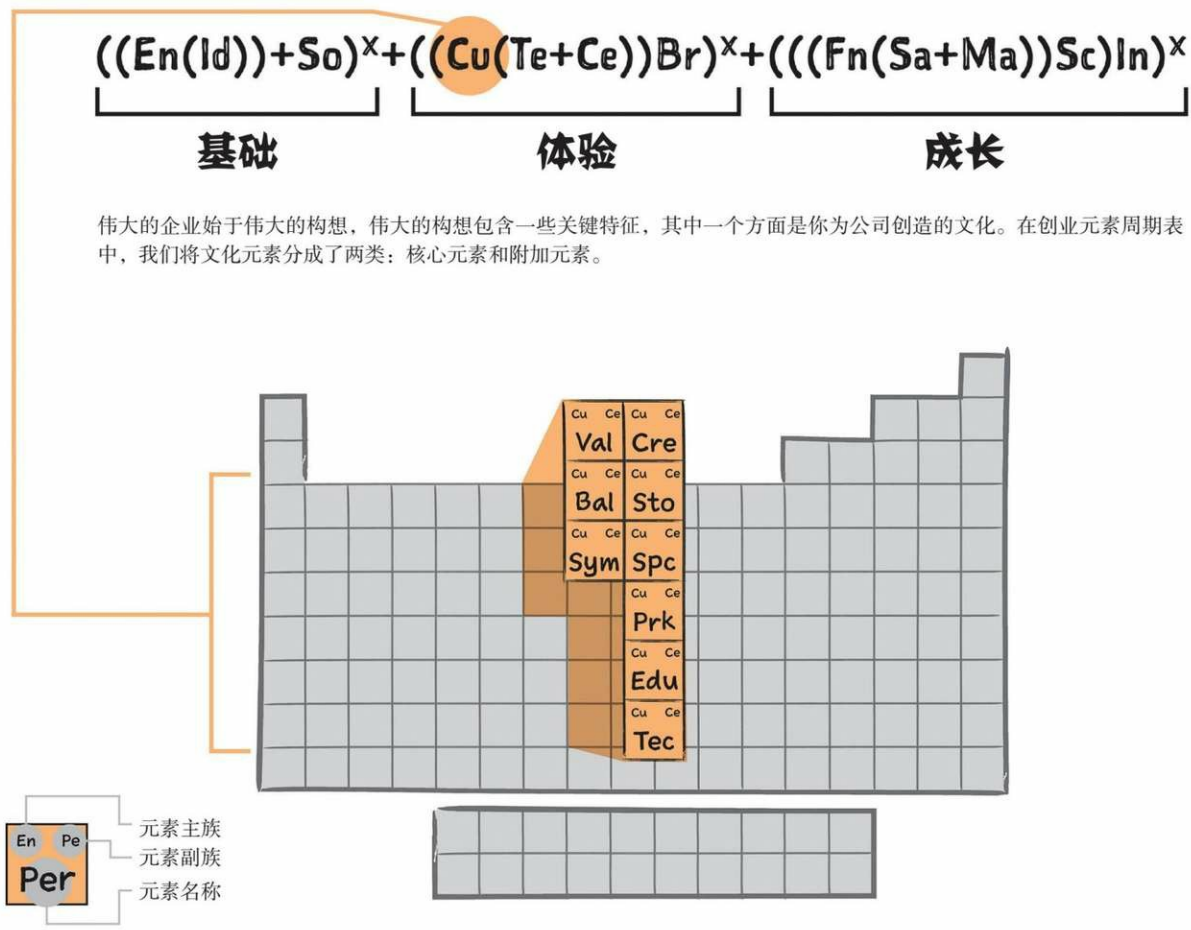 ((En(Id))+So)ˣ+((Cu(Te+Ce))Br)ˣ+(((Fn(Sa+Ma))Sc)In)ˣ
基础 体验 成长
伟大的企业始于伟大的构想，伟大的构想包含一些关键特征，其中一个方面是你为公司创造的文化。在创业元素周期表
中，我们将文化元素分成了两类：核心元素和附加元素。
Cu Ce Cu Ce
Val Cre
Cu Ce Cu Ce
Bal Sto
Cu Ce Cu Ce
Sym Spc
Cu Ce
Prk
Cu Ce
Edu
Cu Ce
Tec
元素主族
En Pe
元素副族
Per
元素名称